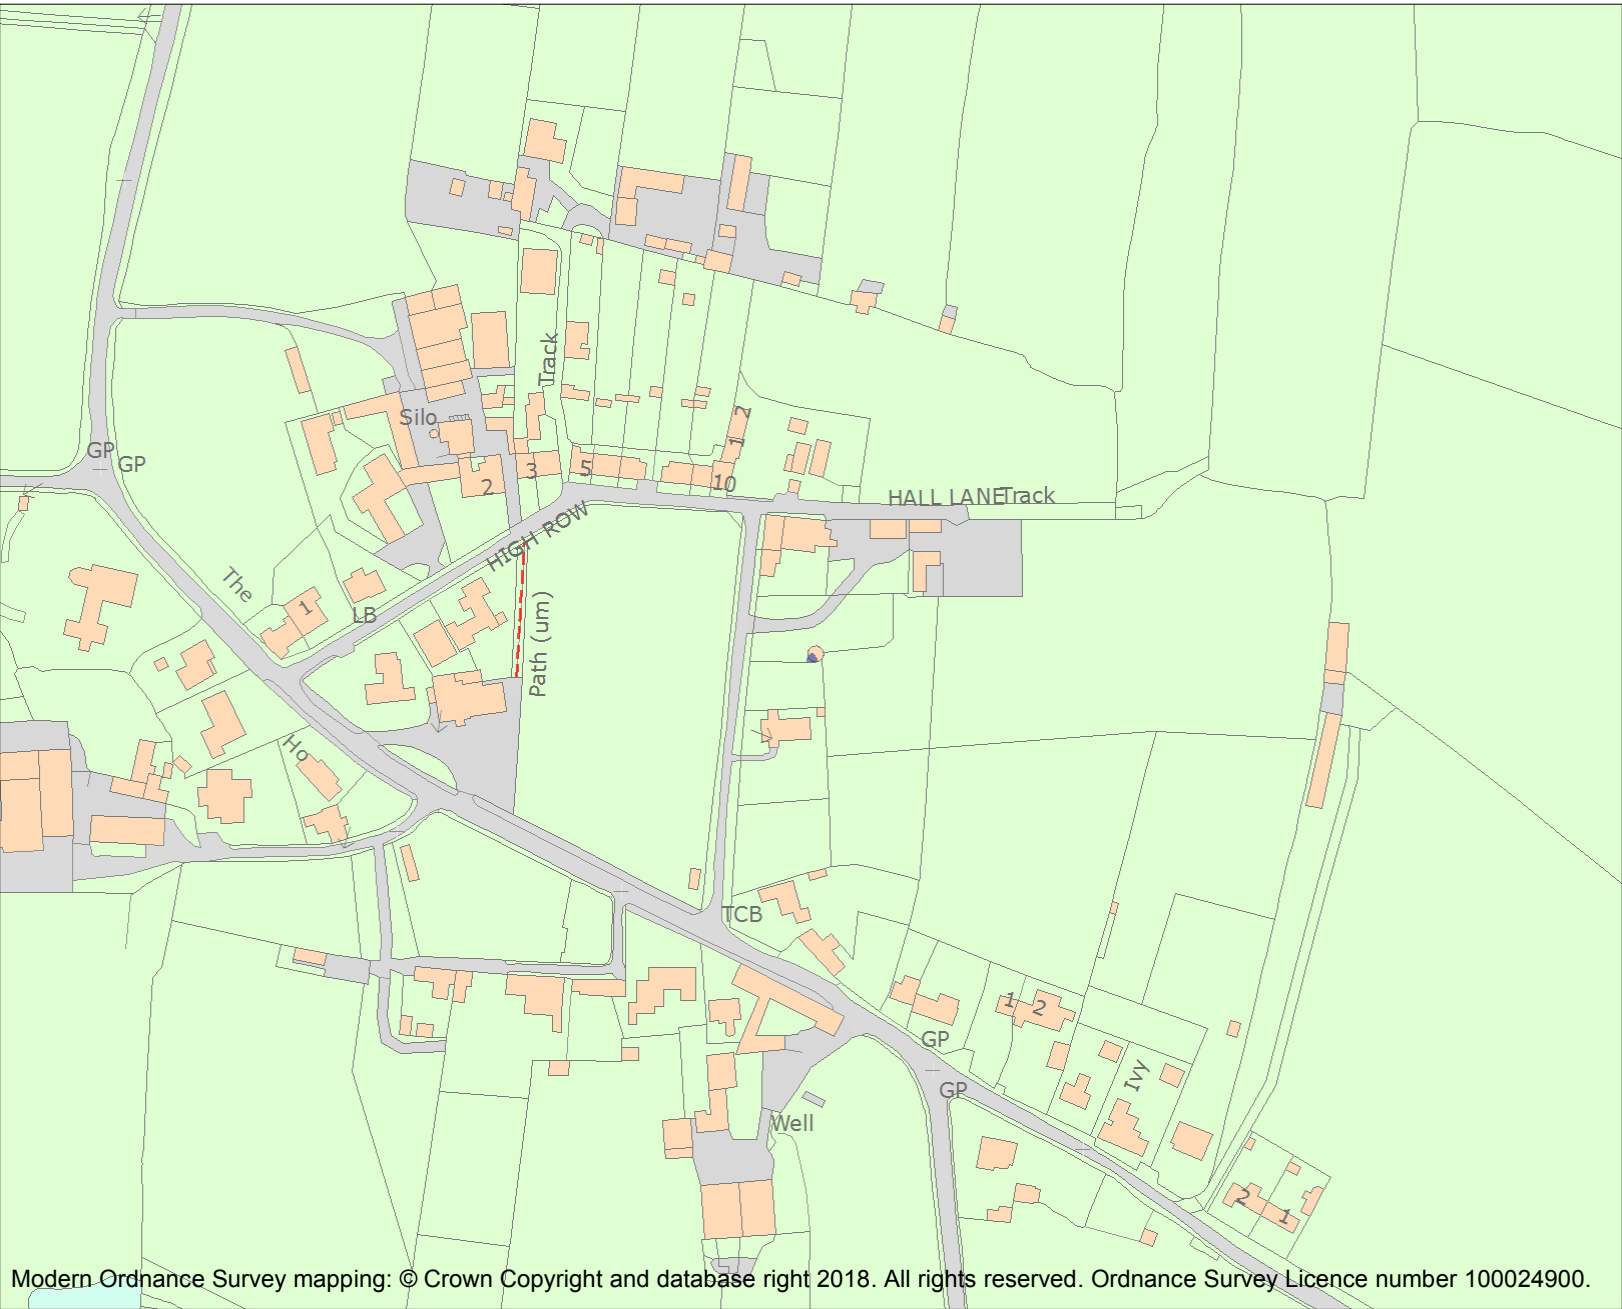 Track
Silo
GP
GP
2
3
5
10
1
2
HALL LANE
Track
HIGH ROW
The
1
LB
Path (um)
Ho
TCB
1
2
GP
GP
Ivy
Well
2
1
Modern Ordnance Survey mapping: © Crown Copyright and database right 2018. All rights reserved. Ordnance Survey Licence number 100024900.